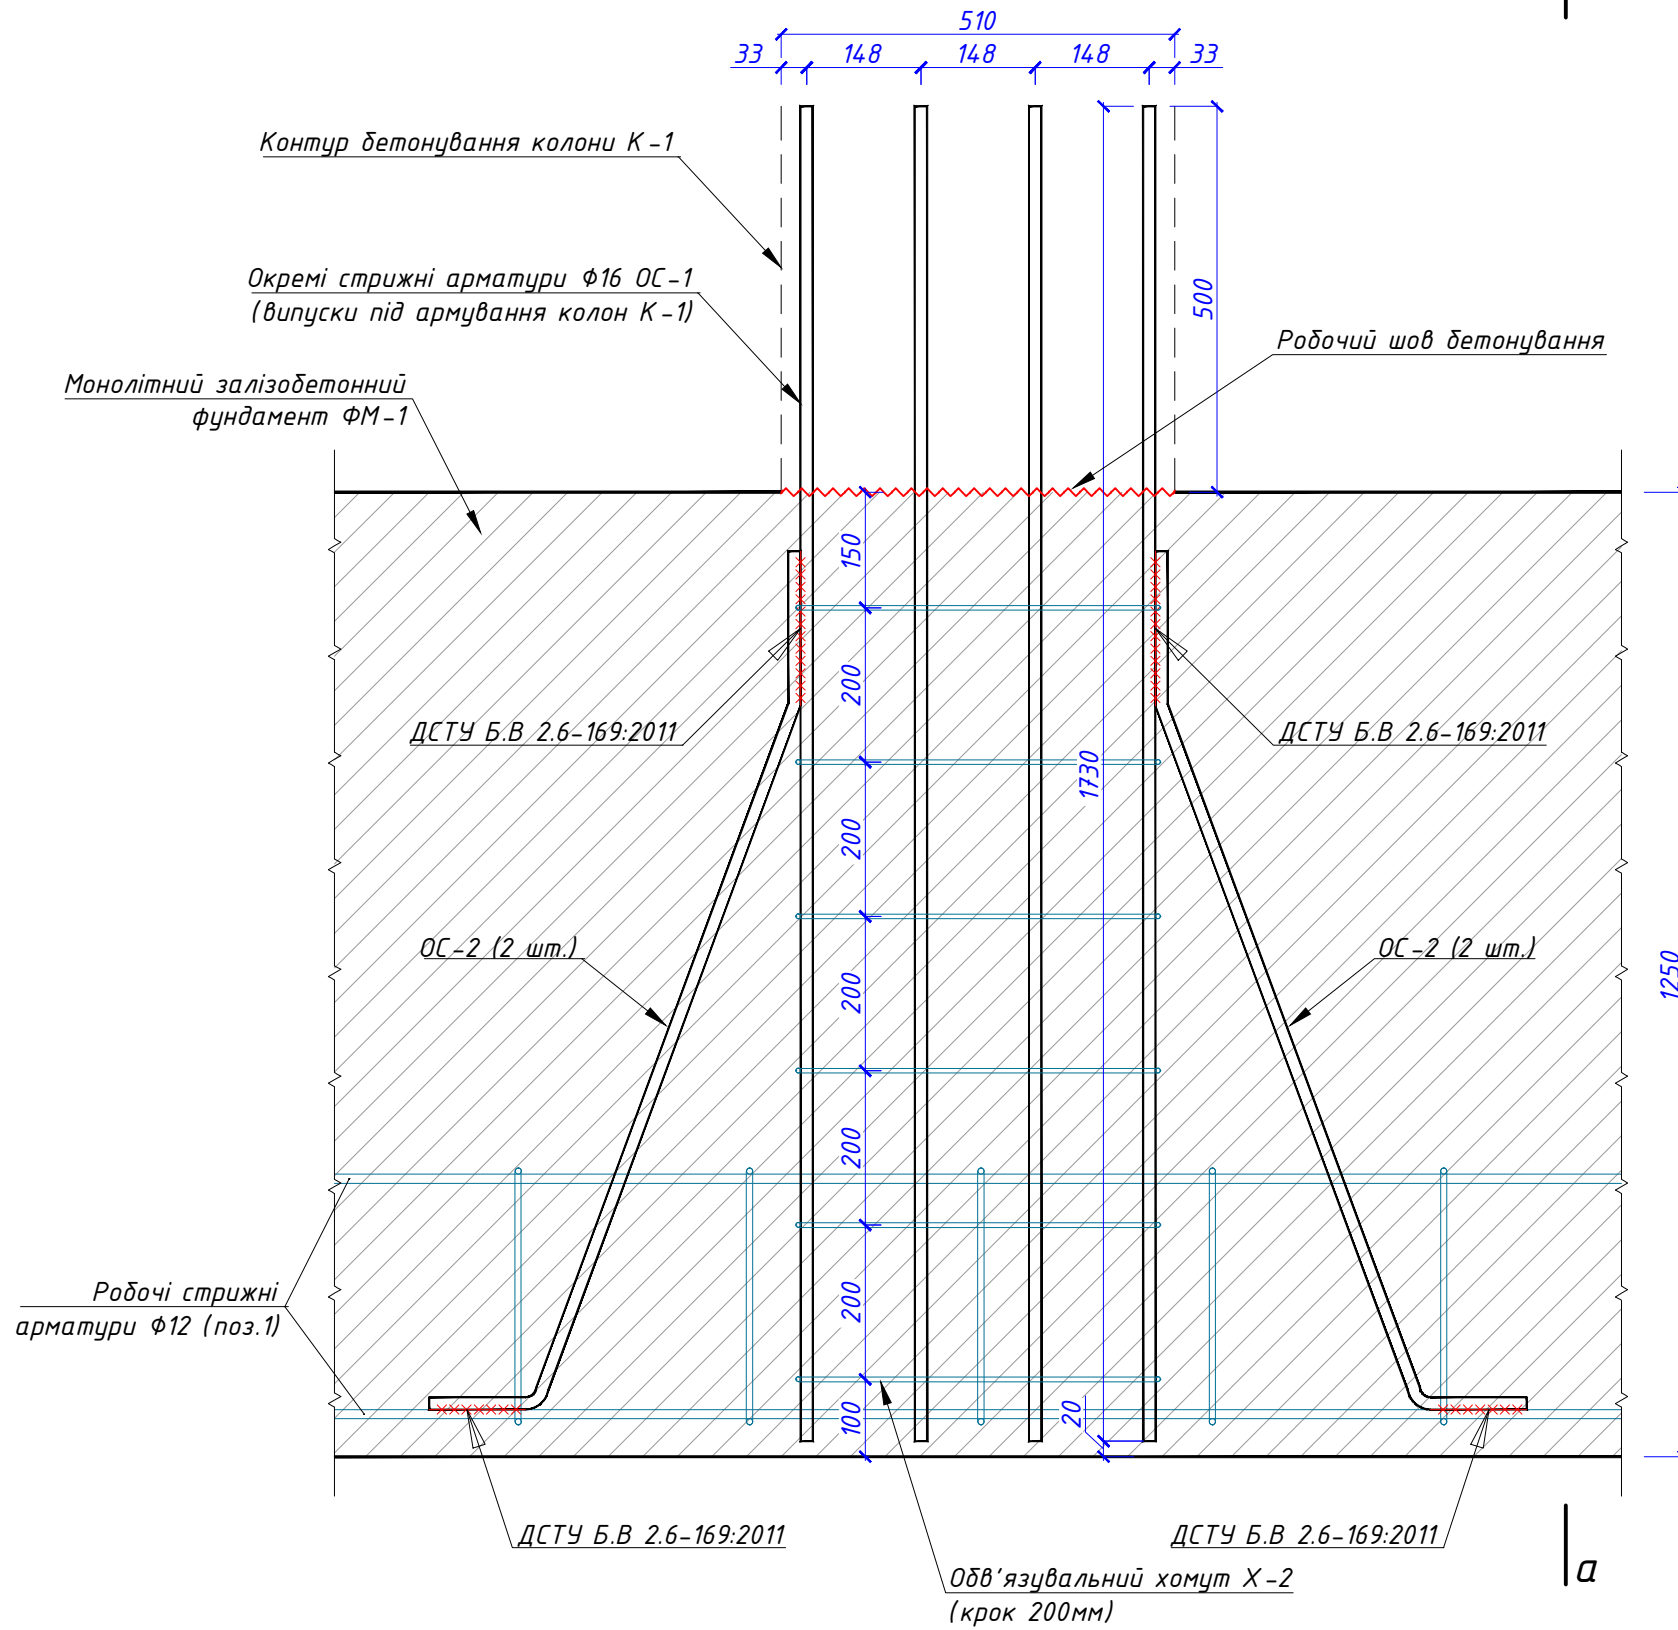 510
33 148 148 148 33
Контур бетонування колони К-1
Окремі стрижні арматури Ф16 ОС-1
(випуски під армування колон К-1)
500
Робочий шов бетонування
Монолітний залізобетонний
фундамент ФМ-1
150
200
ДСТУ Б.В 2.6-169:2011
ДСТУ Б.В 2.6-169:2011
1730
200
ОС-2 (2 шт.)
ОС-2 (2 шт.)
1250
200
200
Робочі стрижні
арматури Ф12 (поз.1)
200
100
20
ДСТУ Б.В 2.6-169:2011
ДСТУ Б.В 2.6-169:2011
а
Обв'язувальний хомут Х-2
(крок 200мм)